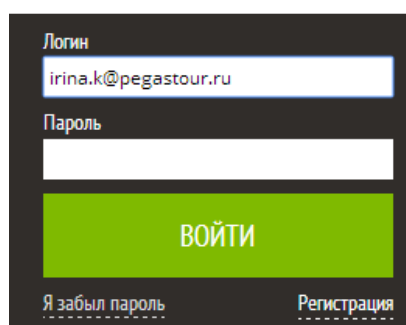 Логин
irina.k@pegastour.ru
Пароль
ВОЙТИ
Я забыл пароль Регистрация